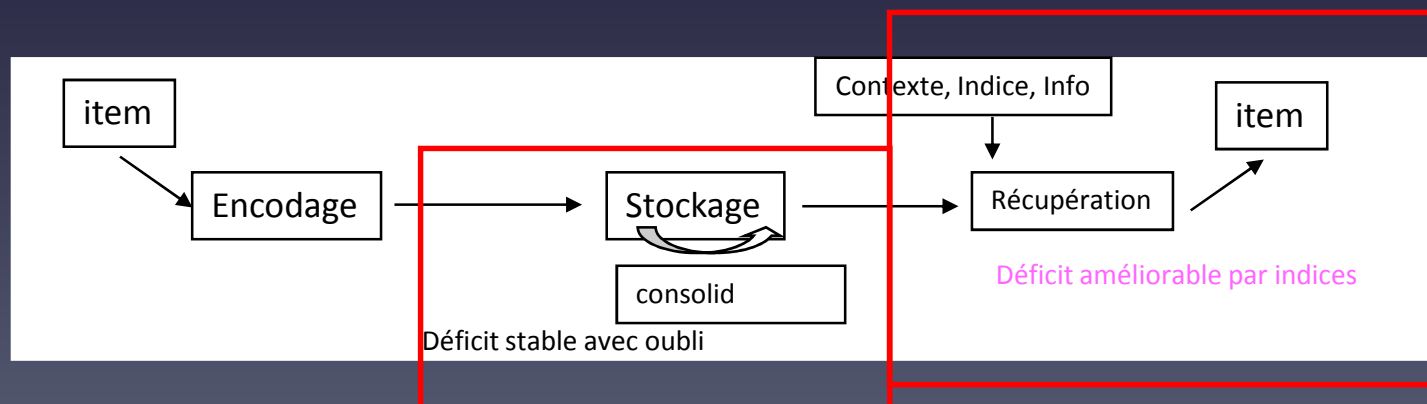 item
Contexte, Indice, Info
item
Encodage
Stockage
Récupération
consolid
Déficit améliorable par indices
Déficit stable avec oubli